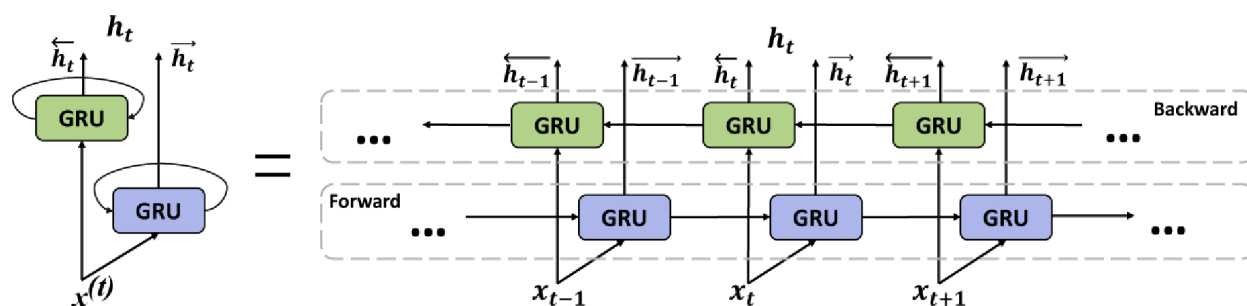 h_t h_t
←h_t →h_t ←h_{t-1} →h_{t-1} ←h_t →h_t ←h_{t+1} →h_{t+1}
Backward
GRU ... GRU GRU GRU ...
=
Forward
GRU ... GRU GRU GRU ...
x^{(t)} x_{t-1} x_t x_{t+1}